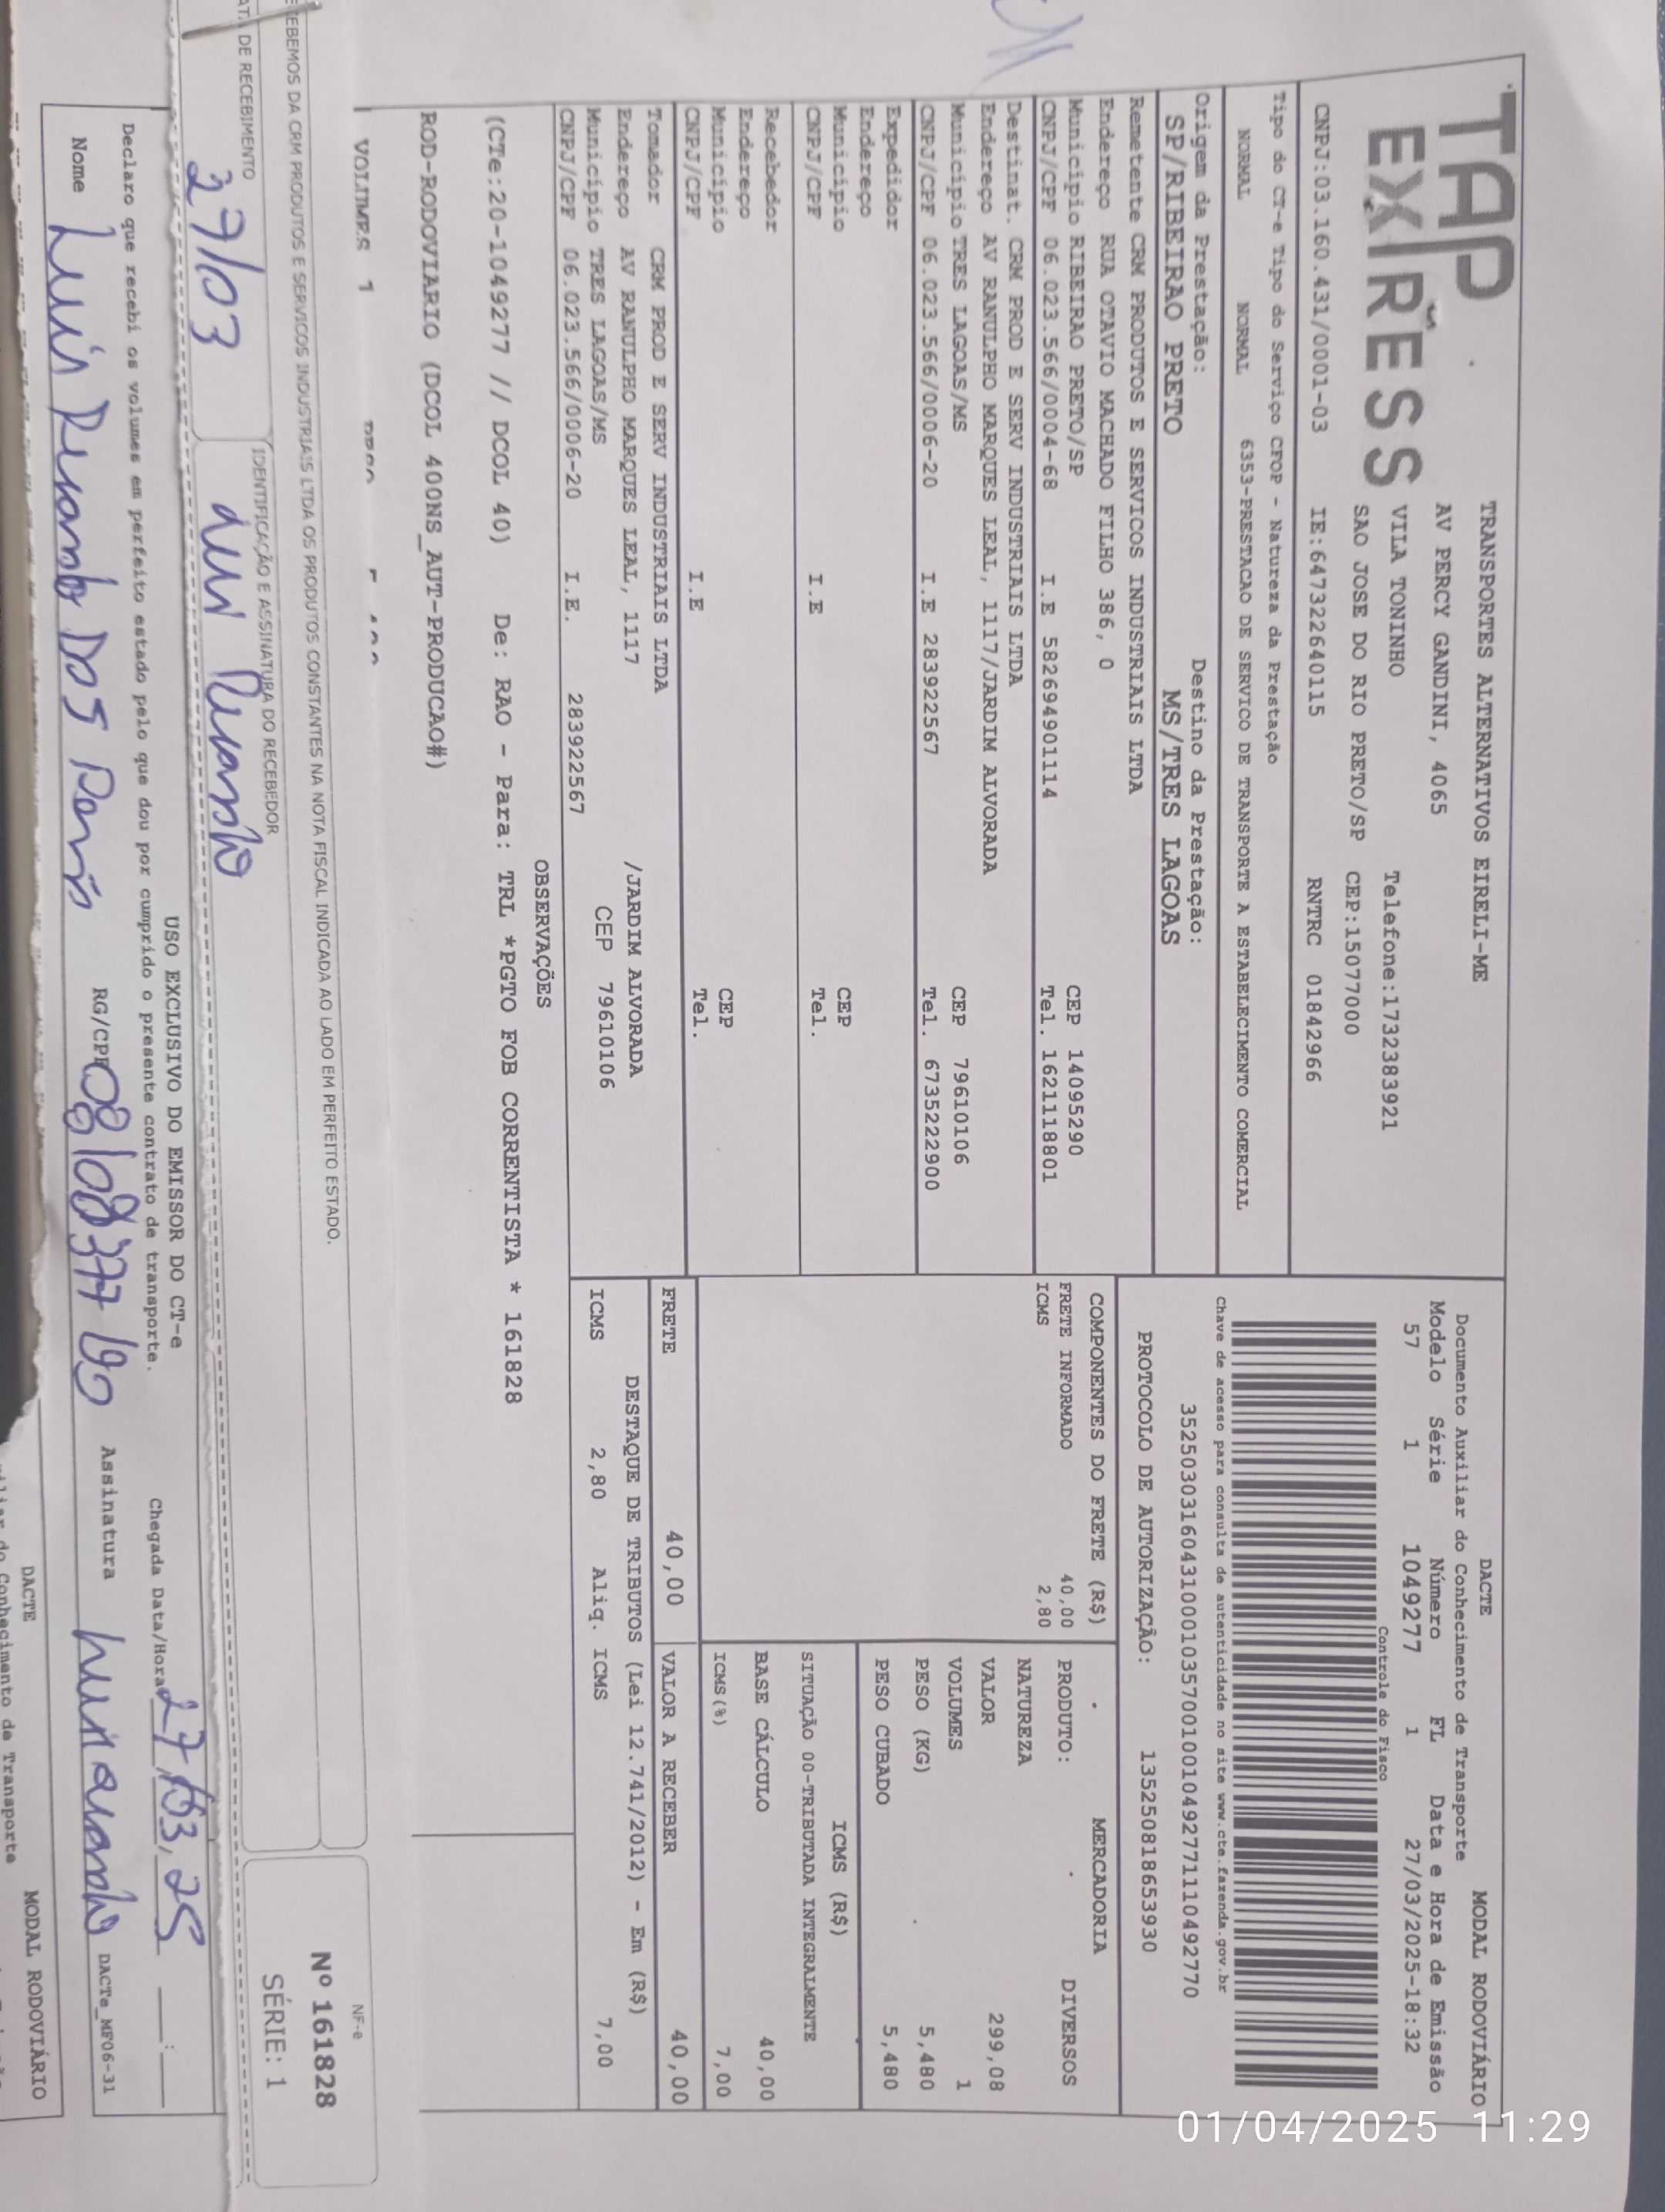 TAP
EXPRESS
TRANSPORTES ALTERNATIVOS EIRELI-ME
AV PERCY GANDINI, 4065
VILA TONINHO
Telefone:1732383921
SAO JOSE DO RIO PRETO/SP CEP:15077000
CNPJ:03.160.431/0001-03 IE:647322640115 RNTRC 01842966
DACTE MODAL RODOVIÁRIO
Documento Auxiliar do Conhecimento de Transporte
Modelo Série Número FL Data e Hora de Emissão
57 1 1049277 1 27/03/2025-18:32
Controle do Fisco
Tipo do CT-e Tipo do Serviço CFOP - Natureza da Prestação
NORMAL NORMAL 6353-PRESTACAO DE SERVICO DE TRANSPORTE A ESTABELECIMENTO COMERCIAL
Chave de acesso para consulta de autenticidade no site www.cte.fazenda.gov.br
35250303160431000103570010010492771110492770
Origem da Prestação: Destino da Prestação:
SP/RIBEIRAO PRETO MS/TRES LAGOAS
PROTOCOLO DE AUTORIZAÇÃO: 135250818653930
Remetente CRM PRODUTOS E SERVICOS INDUSTRIAIS LTDA
Endereço RUA OTAVIO MACHADO FILHO 386, 0
Município RIBEIRAO PRETO/SP CEP 14095290
CNPJ/CPF 06.023.566/0004-68 I.E 582694901114 Tel. 1621118801
Destinat. CRM PROD E SERV INDUSTRIAIS LTDA
Endereço AV RANULPHO MARQUES LEAL, 1117/JARDIM ALVORADA
Município TRES LAGOAS/MS CEP 79610106
CNPJ/CPF 06.023.566/0006-20 I.E 283922567 Tel. 6735222900
Expedidor
Endereço
Município CEP
CNPJ/CPF I.E Tel.
Recebedor
Endereço
Município CEP
CNPJ/CPF I.E Tel.
Tomador CRM PROD E SERV INDUSTRIAIS LTDA
Endereço AV RANULPHO MARQUES LEAL, 1117 /JARDIM ALVORADA
Município TRES LAGOAS/MS CEP 79610106
CNPJ/CPF 06.023.566/0006-20 I.E. 283922567
COMPONENTES DO FRETE (R$)
FRETE INFORMADO 40,00
ICMS 2,80
MERCADORIA
PRODUTO: DIVERSOS
NATUREZA
VALOR 299,08
VOLUMES 1
PESO (KG) 5,480
PESO CUBADO 5,480
ICMS (R$)
SITUAÇÃO 00-TRIBUTADA INTEGRALMENTE
BASE CÁLCULO 40,00
ICMS(%) 7,00
FRETE 40,00 VALOR A RECEBER 40,00
DESTAQUE DE TRIBUTOS (Lei 12.741/2012) - Em (R$)
ICMS 2,80 Aliq. ICMS 7,00
OBSERVAÇÕES
(CTe:20-1049277 // DCOL 40) De: RAO - Para: TRL *PGTO FOB CORRENTISTA * 161828
ROD-RODOVIARIO (DCOL 400NS_AUT-PRODUCAO#)
VOLUMES 1
CEBEMOS DA CRM PRODUTOS E SERVICOS INDUSTRIAIS LTDA OS PRODUTOS CONSTANTES NA NOTA FISCAL INDICADA AO LADO EM PERFEITO ESTADO.
NF-e
Nº 161828
SÉRIE: 1
DE RECEBIMENTO IDENTIFICAÇÃO E ASSINATURA DO RECEBEDOR
27/03
USO EXCLUSIVO DO EMISSOR DO CT-e
Declaro que recebi os volumes em perfeito estado pelo que dou por cumprido o presente contrato de transporte.
Chegada Data/Hora 27/03,25
Nome Luis Ricardo Dos RG/CPF Assinatura
DACTe_MF06-31
DACTE MODAL RODOVIÁRIO
Conhecimento de Transporte
01/04/2025 11:29